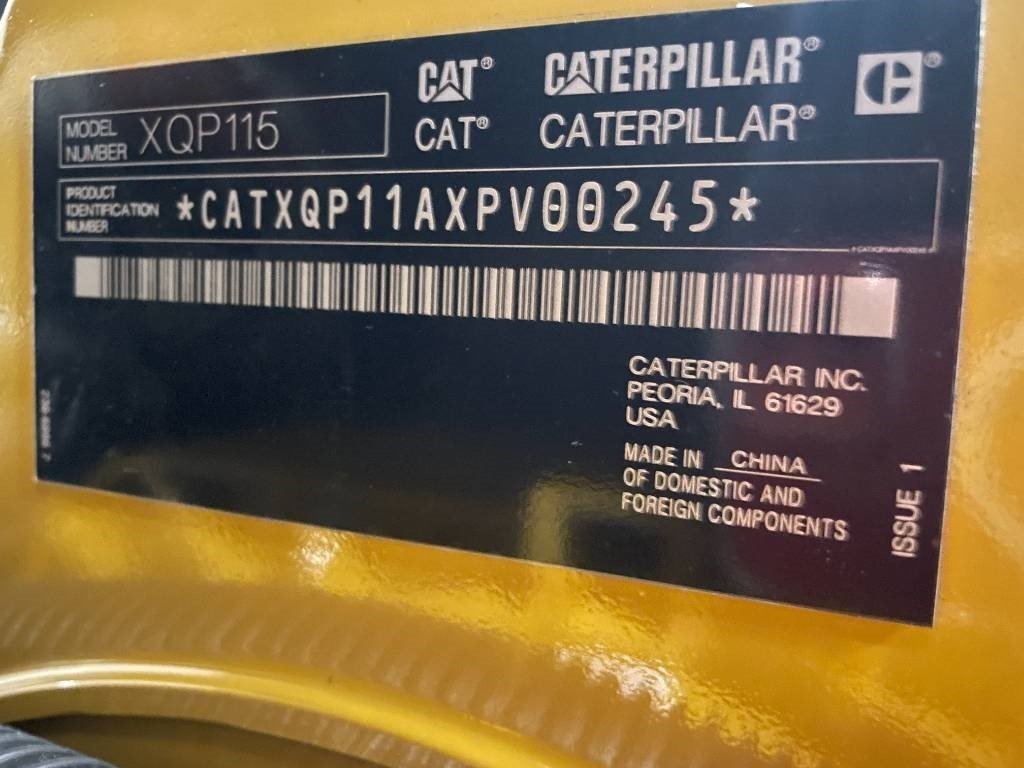 CAT® CATERPILLAR®
CAT® CATERPILLAR®
MODEL NUMBER XQP115
PRODUCT IDENTIFICATION NUMBER *CATXQP11AXPV00245*
CATERPILLAR INC.
PEORIA, IL 61629
USA
MADE IN CHINA
OF DOMESTIC AND
FOREIGN COMPONENTS
ISSUE 1